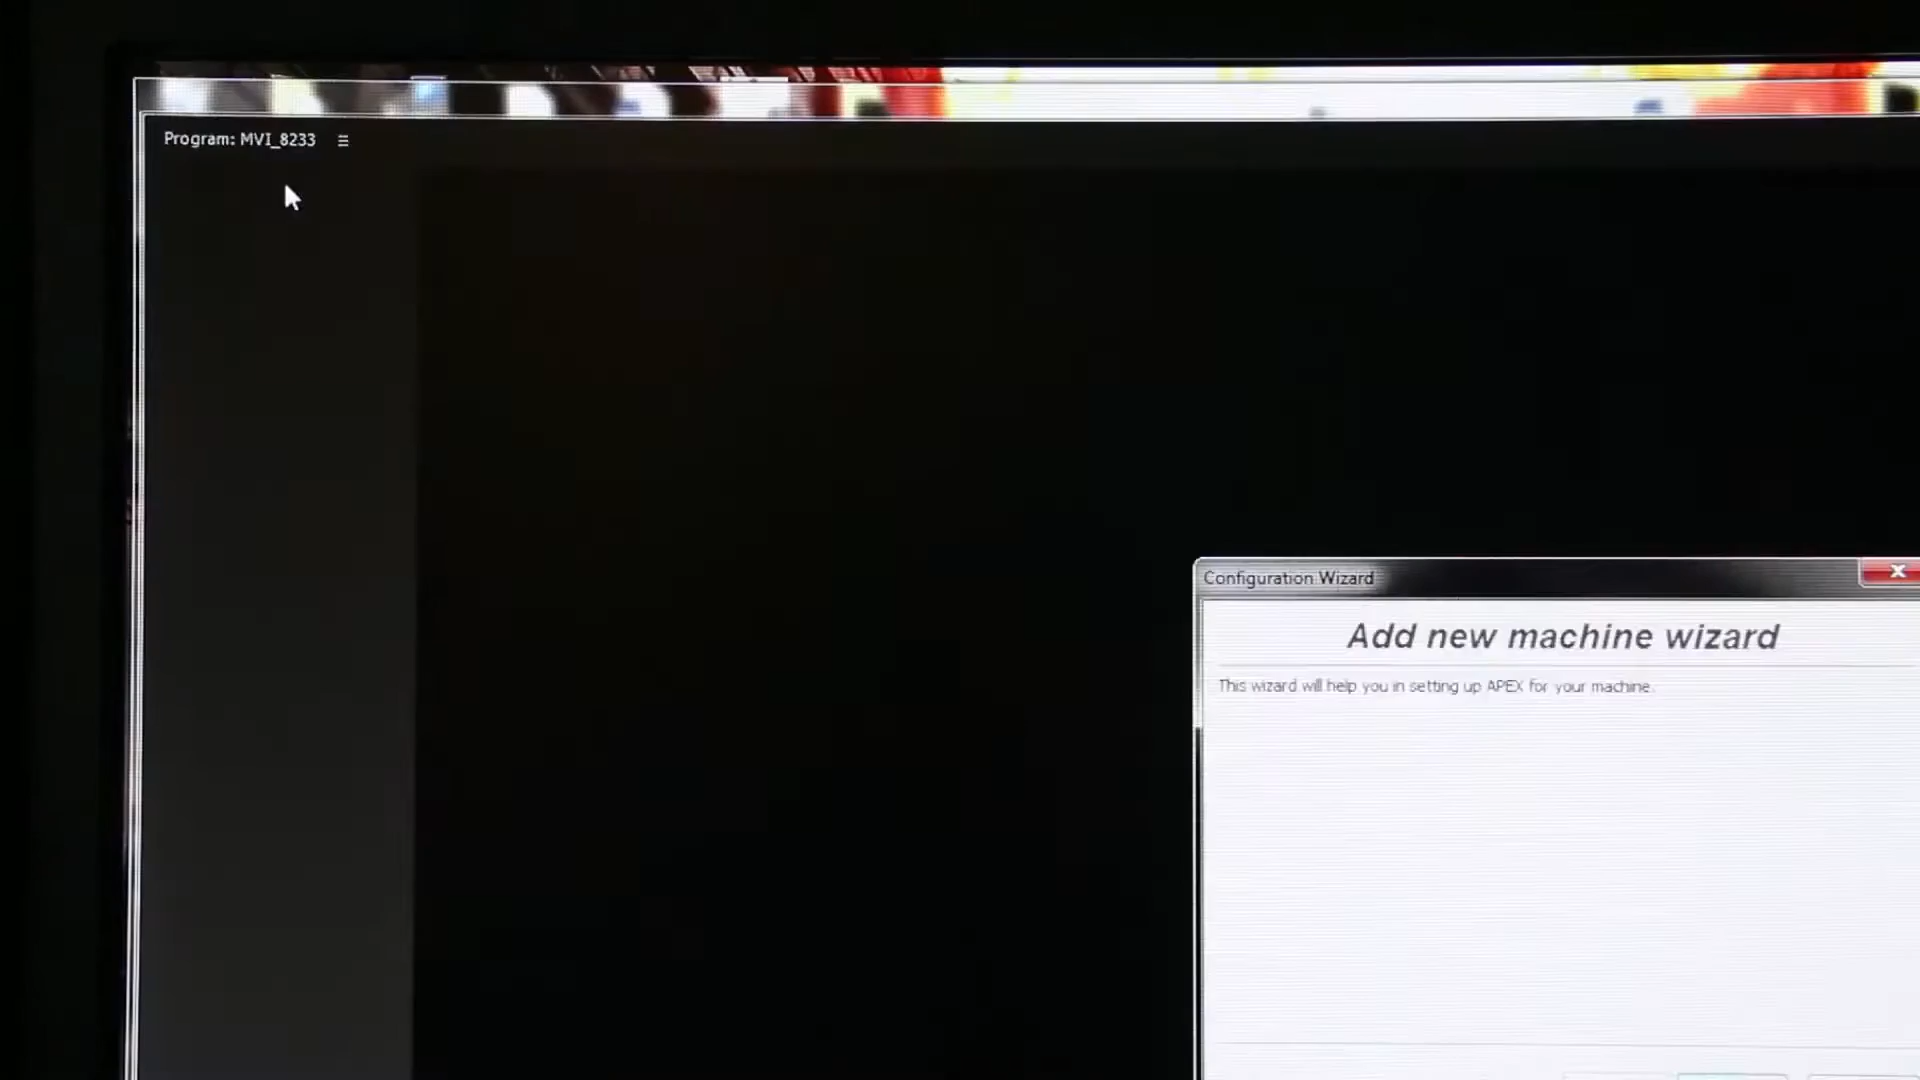 Program: MVI_8233
Configuration Wizard
Add new machine wizard
This wizard will help you in setting up APEX for your machine.